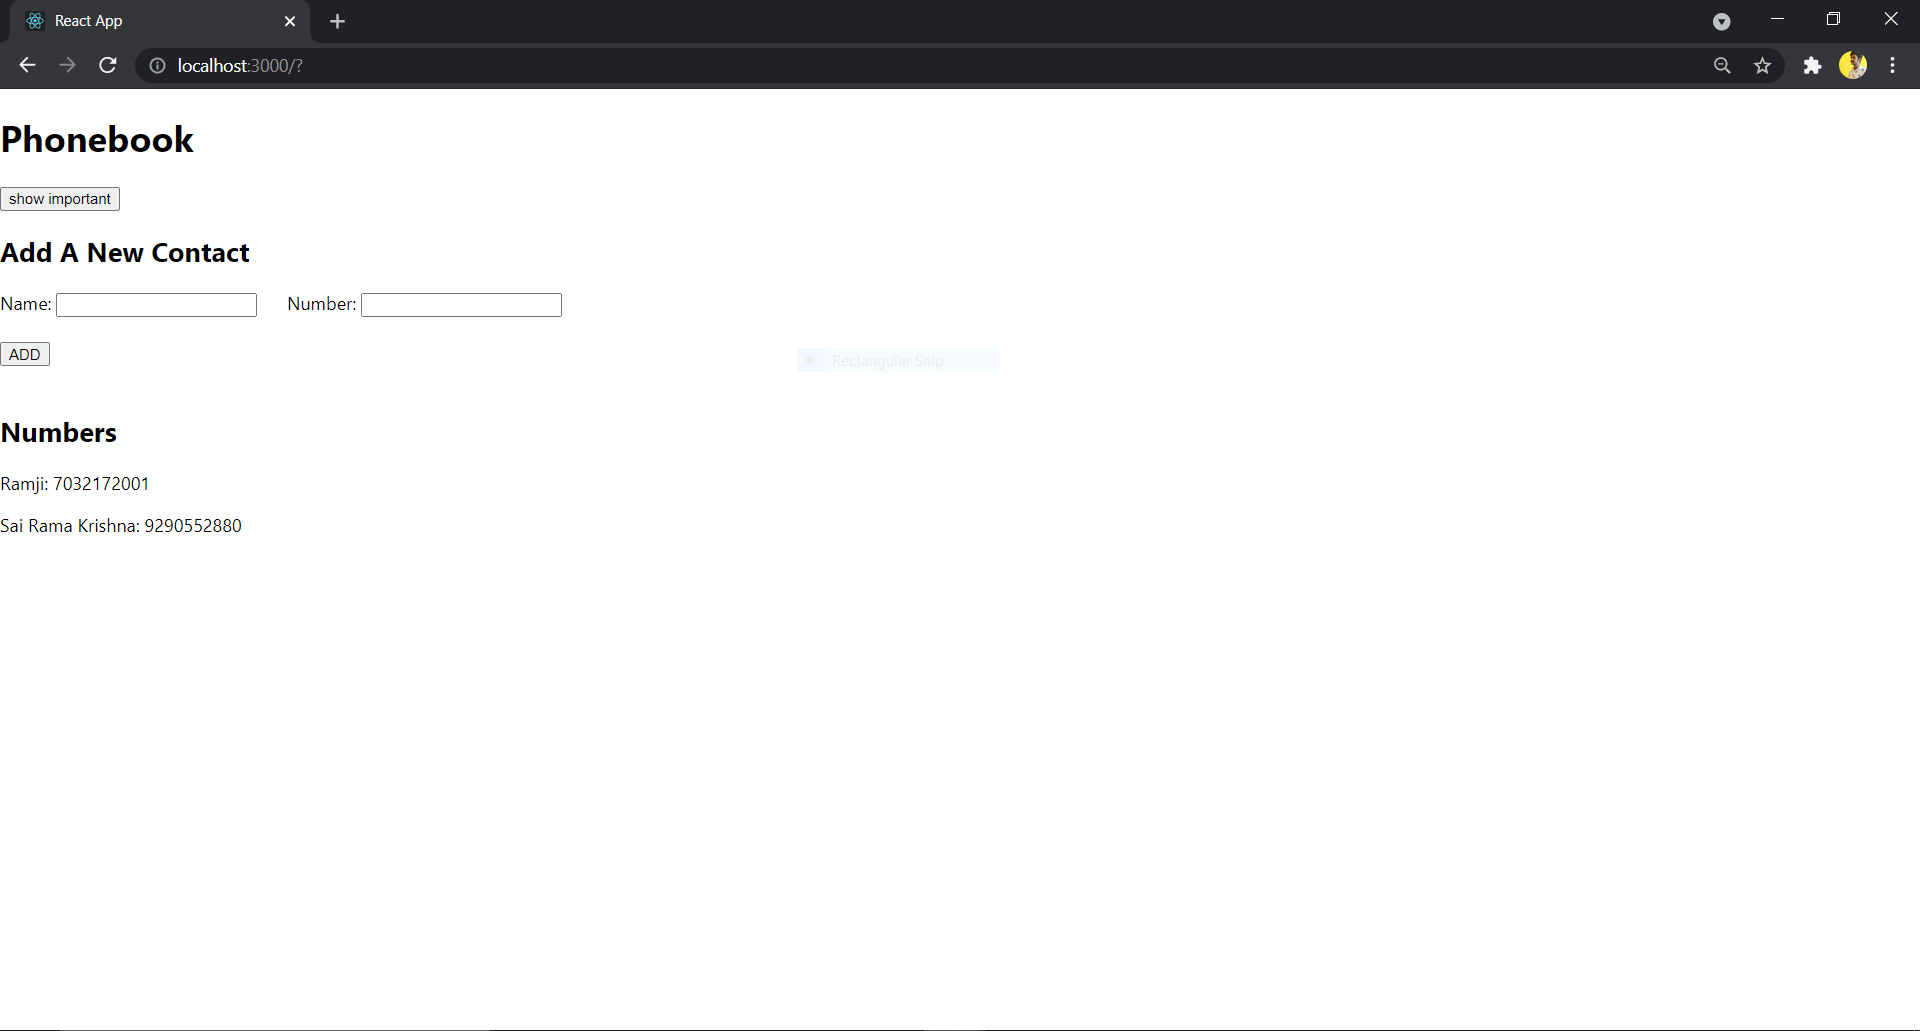 React App
localhost:3000/?
Phonebook
show important
Add A New Contact
Name: Number:
ADD
Rectangular Snip
Numbers
Ramji: 7032172001
Sai Rama Krishna: 9290552880